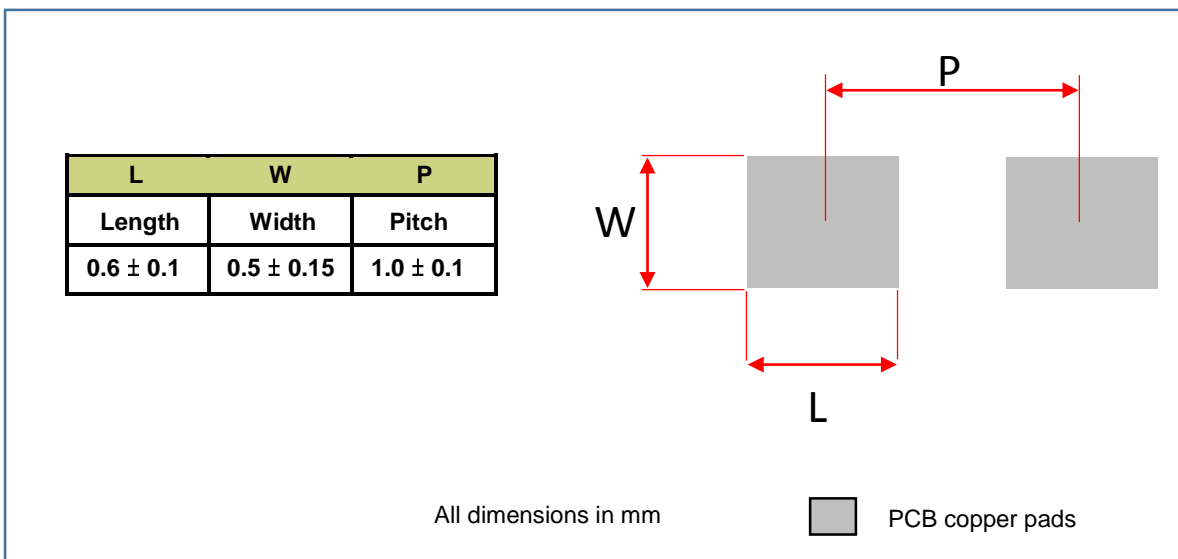 L W P
Length Width Pitch
0.6 ± 0.1 0.5 ± 0.15 1.0 ± 0.1
P
W
L
All dimensions in mm
PCB copper pads